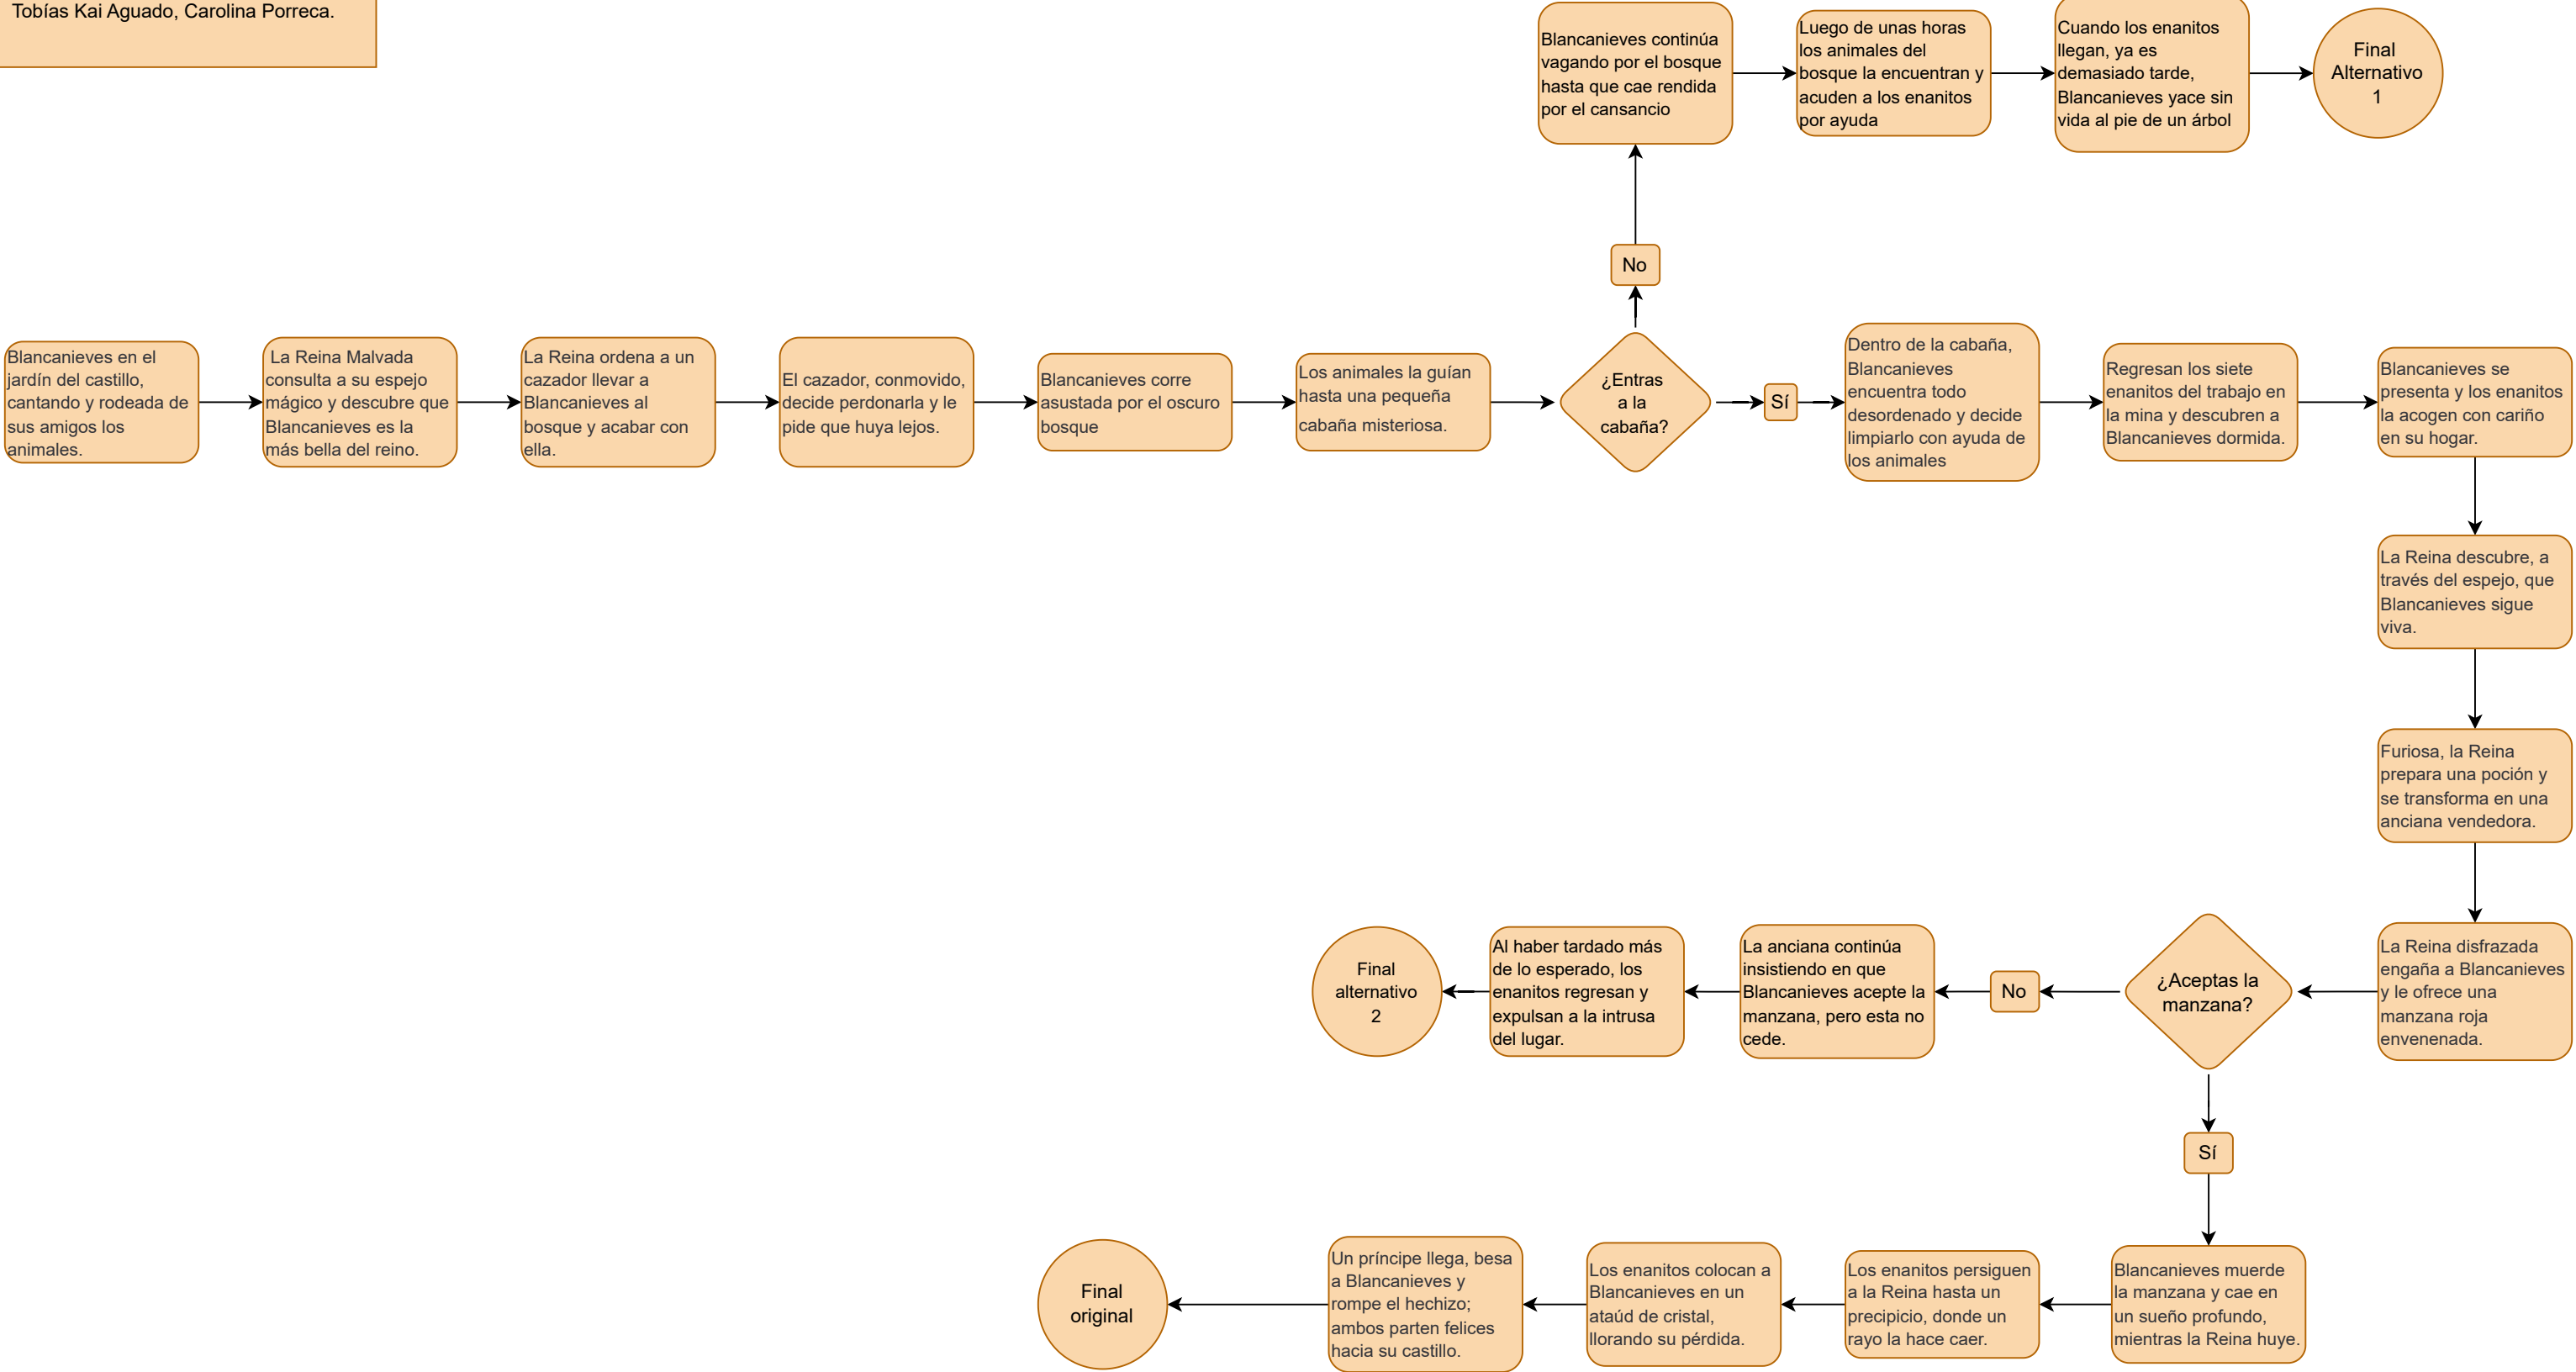 Tobías Kai Aguado, Carolina Porreca.
Blancanieves continúa
vagando por el bosque
hasta que cae rendida
por el cansancio
Luego de unas horas
los animales del
bosque la encuentran y
acuden a los enanitos
por ayuda
Cuando los enanitos
llegan, ya es
demasiado tarde,
Blancanieves yace sin
vida al pie de un árbol
Final
Alternativo
1
No
Blancanieves en el
jardín del castillo,
cantando y rodeada de
sus amigos los
animales.
La Reina Malvada
consulta a su espejo
mágico y descubre que
Blancanieves es la
más bella del reino.
La Reina ordena a un
cazador llevar a
Blancanieves al
bosque y acabar con
ella.
El cazador, conmovido,
decide perdonarla y le
pide que huya lejos.
Blancanieves corre
asustada por el oscuro
bosque
Los animales la guían
hasta una pequeña
cabaña misteriosa.
¿Entras
a la
cabaña?
Sí
Dentro de la cabaña,
Blancanieves
encuentra todo
desordenado y decide
limpiarlo con ayuda de
los animales
Regresan los siete
enanitos del trabajo en
la mina y descubren a
Blancanieves dormida.
Blancanieves se
presenta y los enanitos
la acogen con cariño
en su hogar.
La Reina descubre, a
través del espejo, que
Blancanieves sigue
viva.
Furiosa, la Reina
prepara una poción y
se transforma en una
anciana vendedora.
La Reina disfrazada
engaña a Blancanieves
y le ofrece una
manzana roja
envenenada.
¿Aceptas la
manzana?
No
La anciana continúa
insistiendo en que
Blancanieves acepte la
manzana, pero esta no
cede.
Al haber tardado más
de lo esperado, los
enanitos regresan y
expulsan a la intrusa
del lugar.
Final
alternativo
2
Sí
Blancanieves muerde
la manzana y cae en
un sueño profundo,
mientras la Reina huye.
Los enanitos persiguen
a la Reina hasta un
precipicio, donde un
rayo la hace caer.
Los enanitos colocan a
Blancanieves en un
ataúd de cristal,
llorando su pérdida.
Un príncipe llega, besa
a Blancanieves y
rompe el hechizo;
ambos parten felices
hacia su castillo.
Final
original